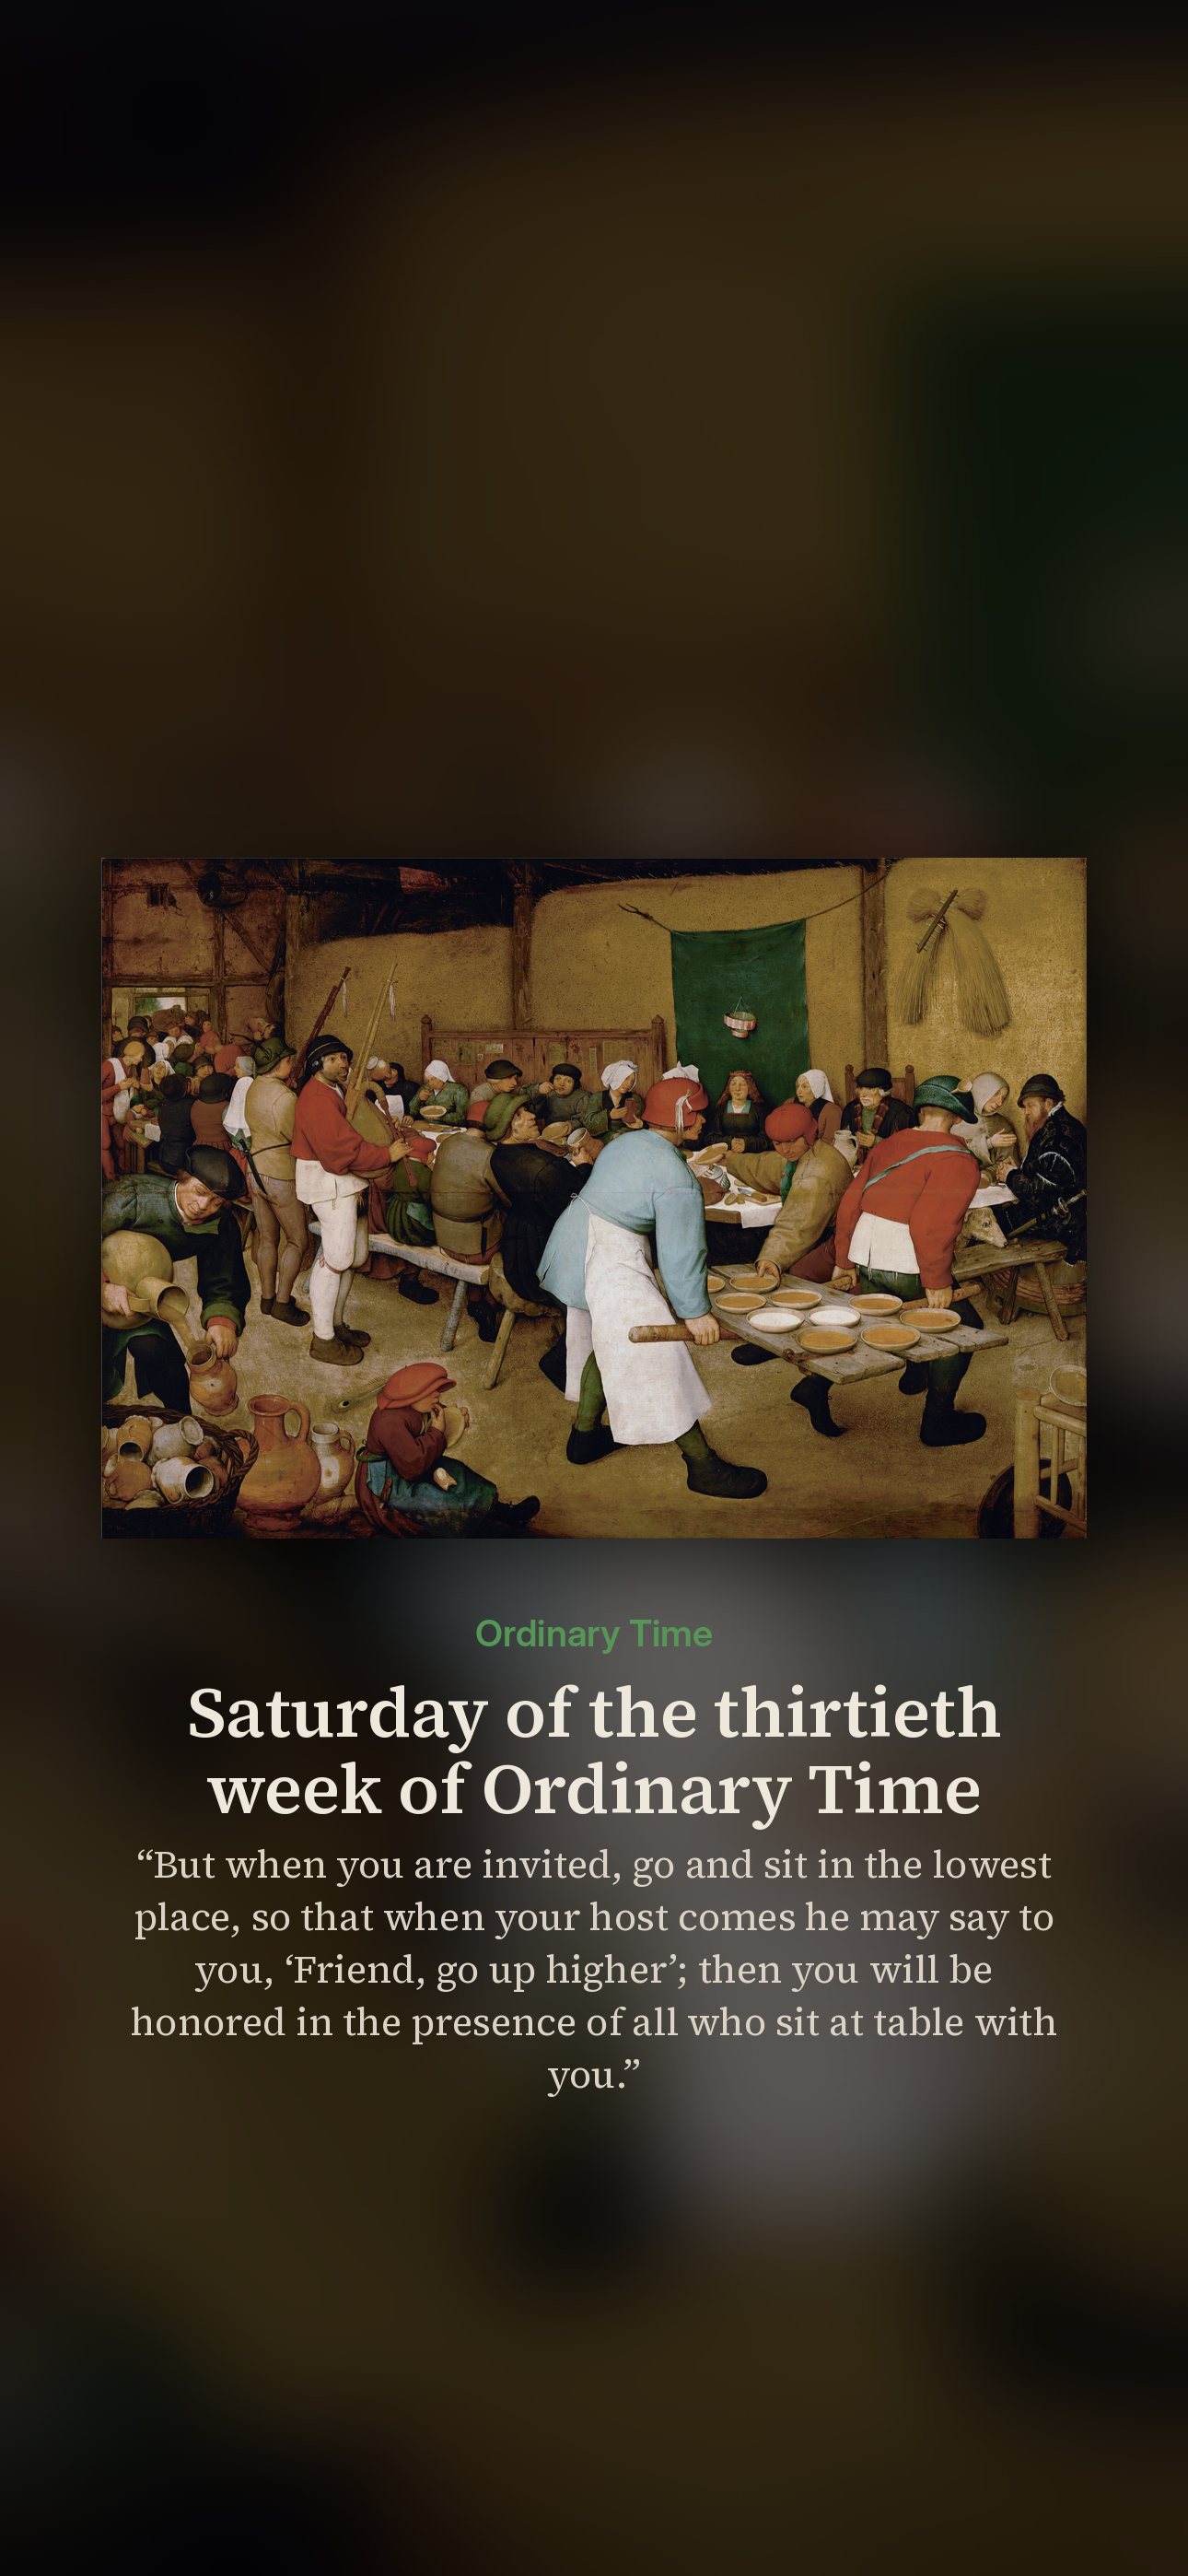 Ordinary Time
Saturday of the thirtieth
week of Ordinary Time
“But when you are invited, go and sit in the lowest
place, so that when your host comes he may say to
you, ‘Friend, go up higher’; then you will be
honored in the presence of all who sit at table with
you.”